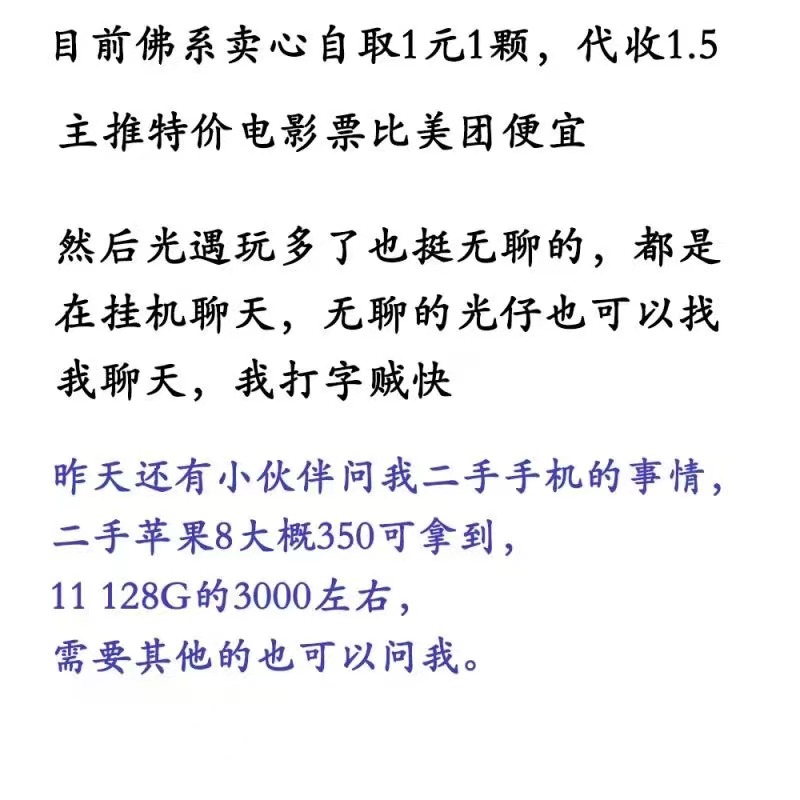 目前佛系卖心自取1元1颗，代收1.5
主推特价电影票比美团便宜
然后光遇玩多了也挺无聊的，都是
在挂机聊天，无聊的光仔也可以找
我聊天，我打字贼快
昨天还有小伙伴问我二手手机的事情，
二手苹果8大概350可拿到，
11 128G的3000左右，
需要其他的也可以问我。